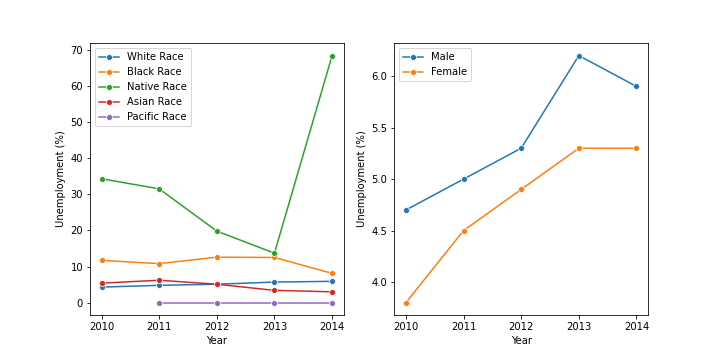 70
60
50
40
30
20
10
0
Unemployment (%)
White Race
Black Race
Native Race
Asian Race
Pacific Race
2010 2011 2012 2013 2014
Year
6.0
5.5
5.0
4.5
4.0
Unemployment (%)
Male
Female
2010 2011 2012 2013 2014
Year